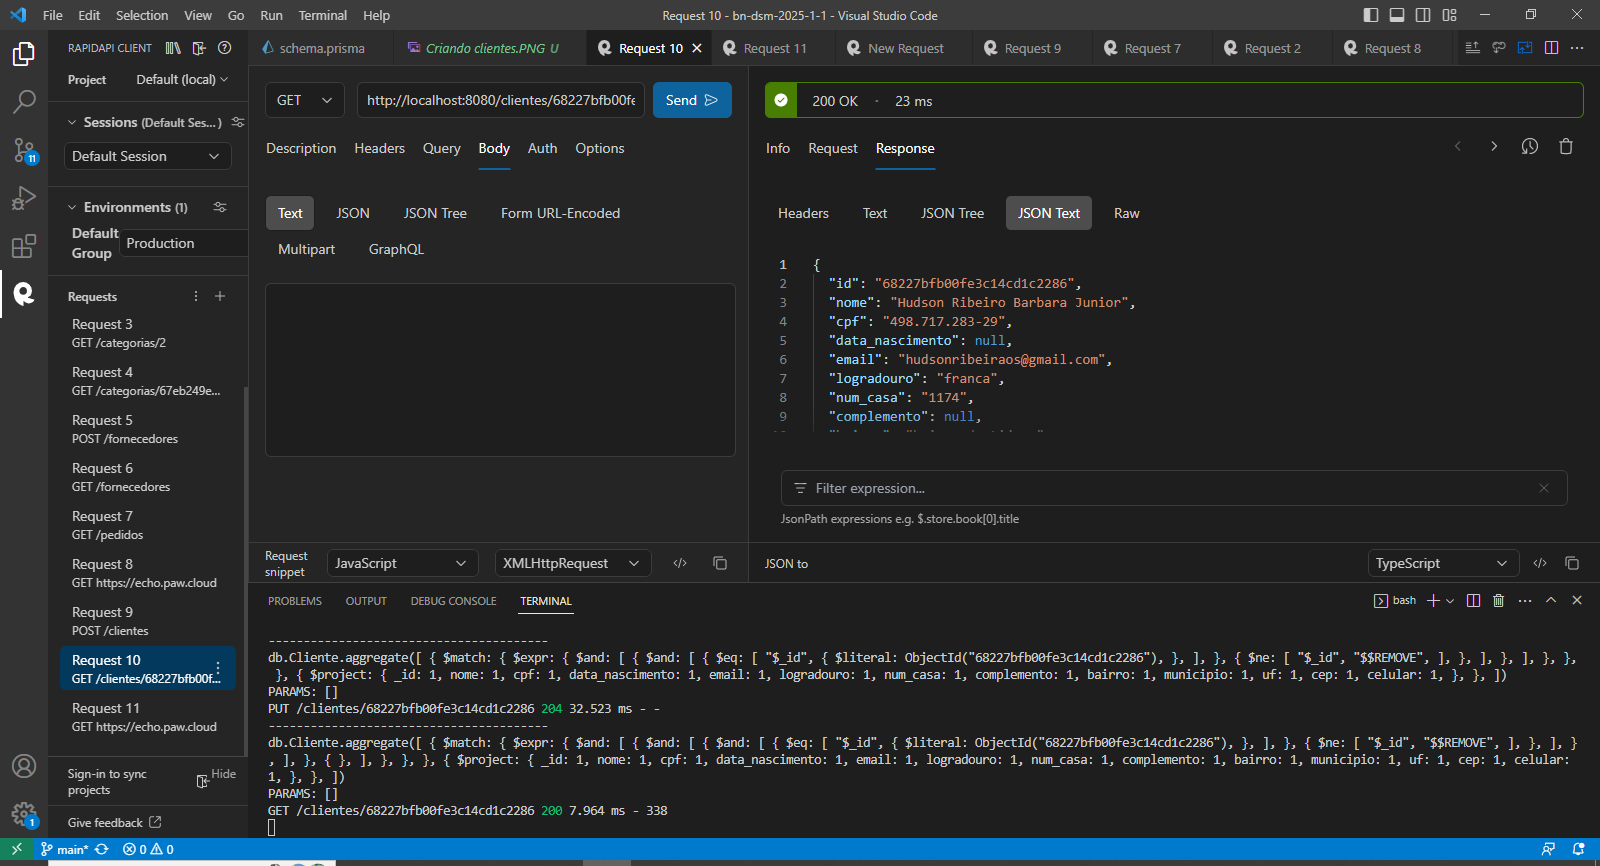 File Edit Selection View Go Run Terminal Help
Request 10 - bn-dsm-2025-1-1 - Visual Studio Code
RAPIDAPI CLIENT
schema.prisma
Criando clientes.PNG U
Request 10
Request 11
New Request
Request 9
Request 7
Request 2
Request 8
Project Default (local)
Sessions (Default Ses...)
Default Session
Environments (1)
Default Group
Production
Requests
Request 3
GET /categorias/2
Request 4
GET /categorias/67eb249e...
Request 5
POST /fornecedores
Request 6
GET /fornecedores
Request 7
GET /pedidos
Request 8
GET https://echo.paw.cloud
Request 9
POST /clientes
Request 10
GET /clientes/68227bfb00f...
Request 11
GET https://echo.paw.cloud
Sign-in to sync projects
Hide
Give feedback
11
1
GET
http://localhost:8080/clientes/68227bfb00fe
Send
Description Headers Query Body Auth Options
Text JSON JSON Tree Form URL-Encoded
Multipart GraphQL
200 OK · 23 ms
Info Request Response
Headers Text JSON Tree JSON Text Raw
1 {
2 "id": "68227bfb00fe3c14cd1c2286",
3 "nome": "Hudson Ribeiro Barbara Junior",
4 "cpf": "498.717.283-29",
5 "data_nascimento": null,
6 "email": "hudsonribeiraos@gmail.com",
7 "logradouro": "franca",
8 "num_casa": "1174",
9 "complemento": null,
Filter expression...
JsonPath expressions e.g. $.store.book[0].title
Request snippet
JavaScript
XMLHttpRequest
JSON to
TypeScript
PROBLEMS OUTPUT DEBUG CONSOLE TERMINAL
bash
----------------------------------------
db.Cliente.aggregate([ { $match: { $expr: { $and: [ { $and: [ { $eq: [ "$_id", { $literal: ObjectId("68227bfb00fe3c14cd1c2286"), }, ], }, { $ne: [ "$_id", "$$REMOVE", ], }, ], }, ], }, }, 
}, { $project: { _id: 1, nome: 1, cpf: 1, data_nascimento: 1, email: 1, logradouro: 1, num_casa: 1, complemento: 1, bairro: 1, municipio: 1, uf: 1, cep: 1, celular: 1, }, }, ])
PARAMS: []
PUT /clientes/68227bfb00fe3c14cd1c2286 204 32.523 ms - -
----------------------------------------
db.Cliente.aggregate([ { $match: { $expr: { $and: [ { $and: [ { $and: [ { $eq: [ "$_id", { $literal: ObjectId("68227bfb00fe3c14cd1c2286"), }, ], }, { $ne: [ "$_id", "$$REMOVE", ], }, ], }
, ], }, { }, ], }, }, }, { $project: { _id: 1, nome: 1, cpf: 1, data_nascimento: 1, email: 1, logradouro: 1, num_casa: 1, complemento: 1, bairro: 1, municipio: 1, uf: 1, cep: 1, celular:
1, }, }, ])
PARAMS: []
GET /clientes/68227bfb00fe3c14cd1c2286 200 7.964 ms - 338
main* 0 0